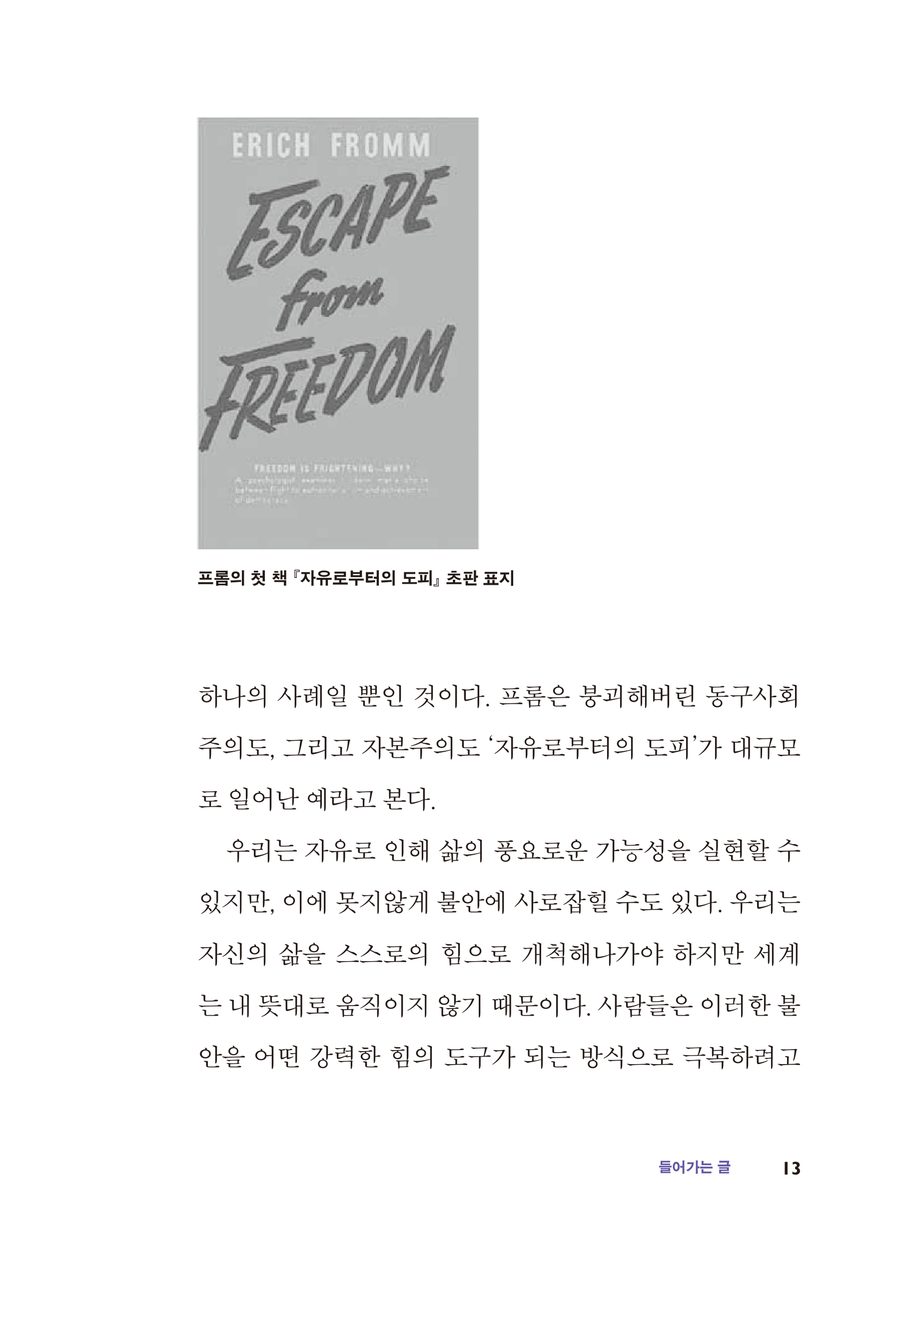 ERICH FROMM
ESCAPE
from
FREEDOM
FREEDOM IS FRIGHTENING—WHY?
A psychologist examines
between flight to and achievement
of democracy
프롬의 첫 책 『자유로부터의 도피』 초판 표지
하나의 사례일 뿐인 것이다. 프롬은 붕괴해버린 동구사회
주의도, 그리고 자본주의도 ‘자유로부터의 도피’가 대규모
로 일어난 예라고 본다.
우리는 자유로 인해 삶의 풍요로운 가능성을 실현할 수
있지만, 이에 못지않게 불안에 사로잡힐 수도 있다. 우리는
자신의 삶을 스스로의 힘으로 개척해나가야 하지만 세계
는 내 뜻대로 움직이지 않기 때문이다. 사람들은 이러한 불
안을 어떤 강력한 힘의 도구가 되는 방식으로 극복하려고
들어가는 글 13